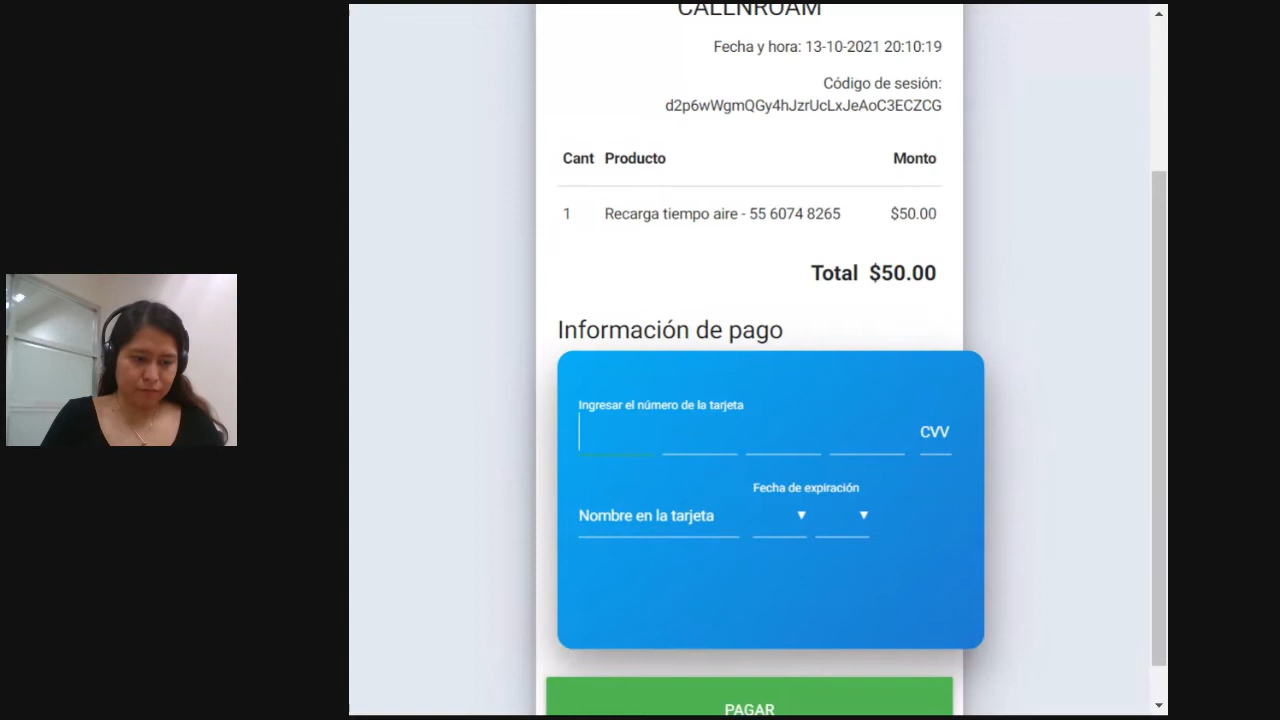 CALLNROAM
Fecha y hora: 13-10-2021 20:10:19
Código de sesión:
d2p6wWgmQGy4hJzrUcLxJeAoC3ECZCG
Cant Producto Monto
1 Recarga tiempo aire - 55 6074 8265 $50.00
Total $50.00
Información de pago
Ingresar el número de la tarjeta
CVV
Fecha de expiración
Nombre en la tarjeta
PAGAR